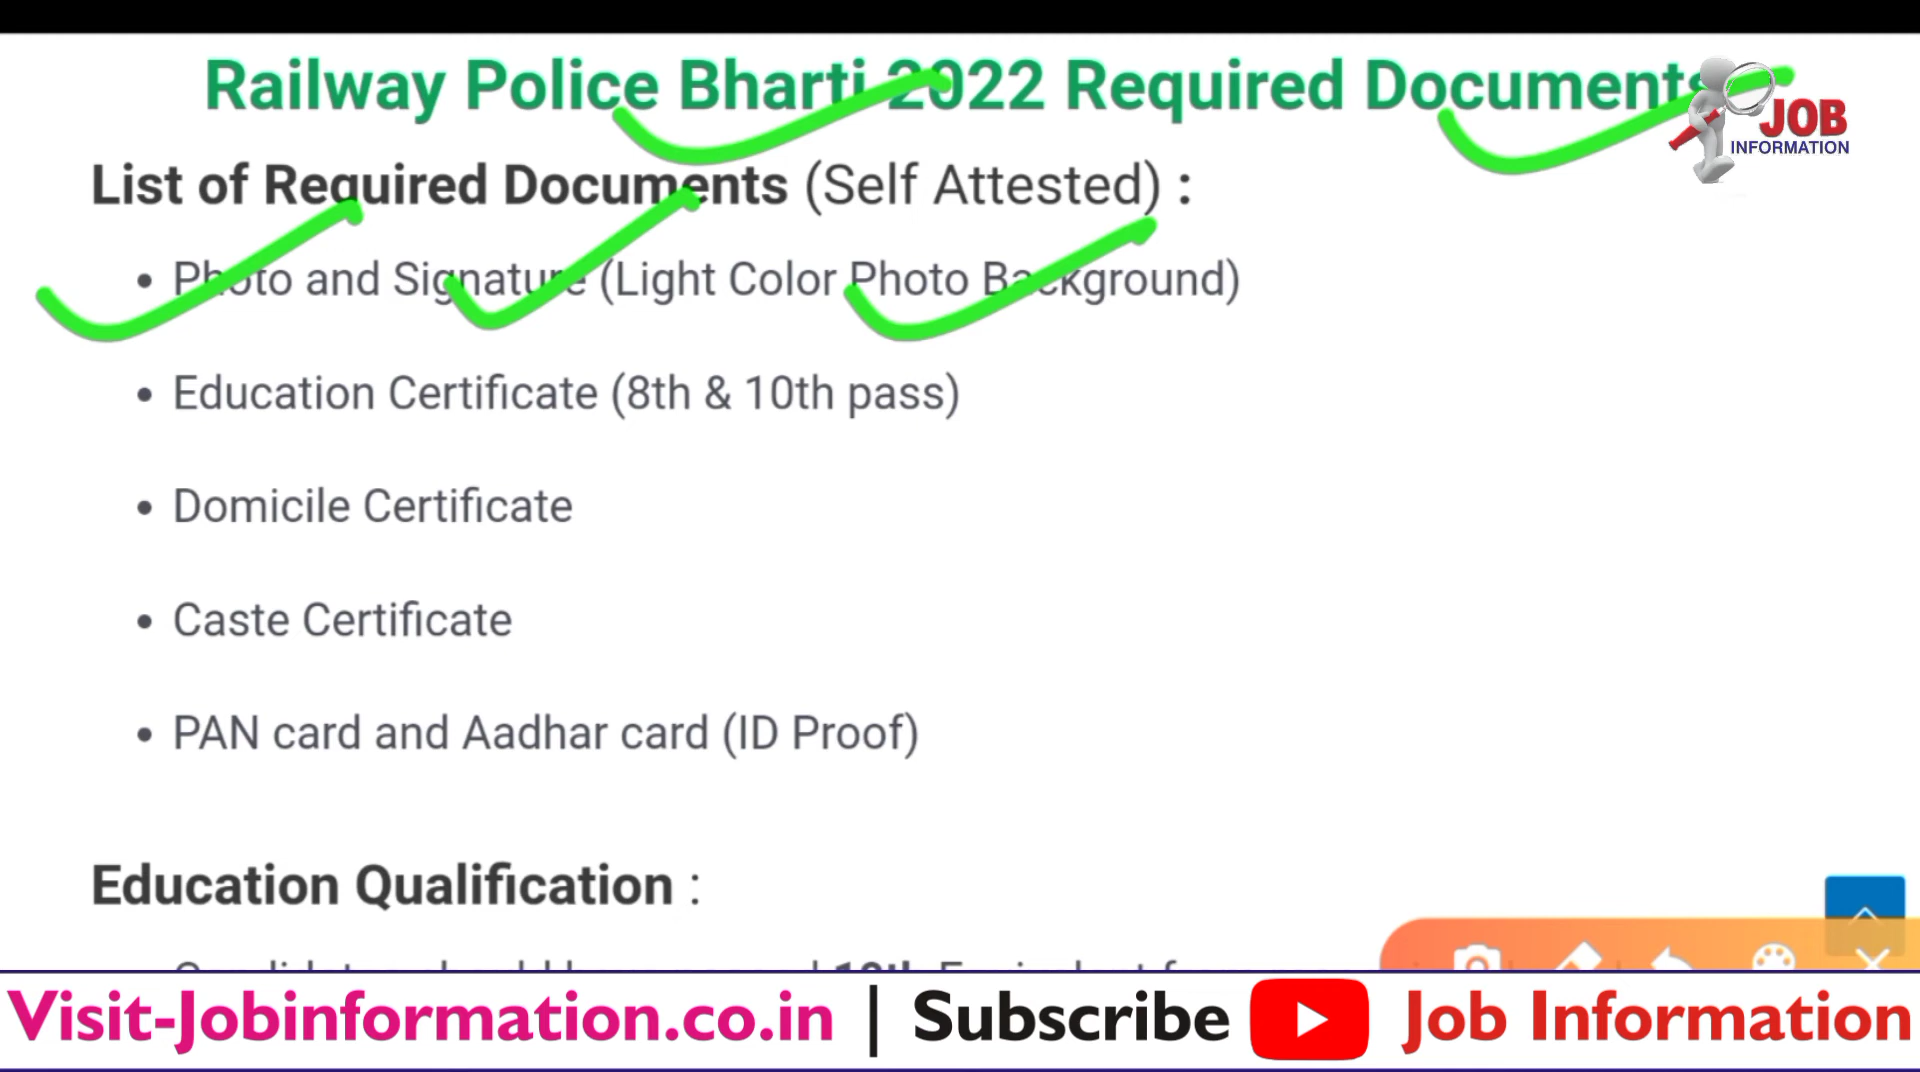 Railway Police Bharti 2022 Required Documents
JOB
INFORMATION
List of Required Documents (Self Attested) :
• Photo and Signature (Light Color Photo Background)
• Education Certificate (8th & 10th pass)
• Domicile Certificate
• Caste Certificate
• PAN card and Aadhar card (ID Proof)
Education Qualification :
Visit-Jobinformation.co.in | Subscribe Job Information